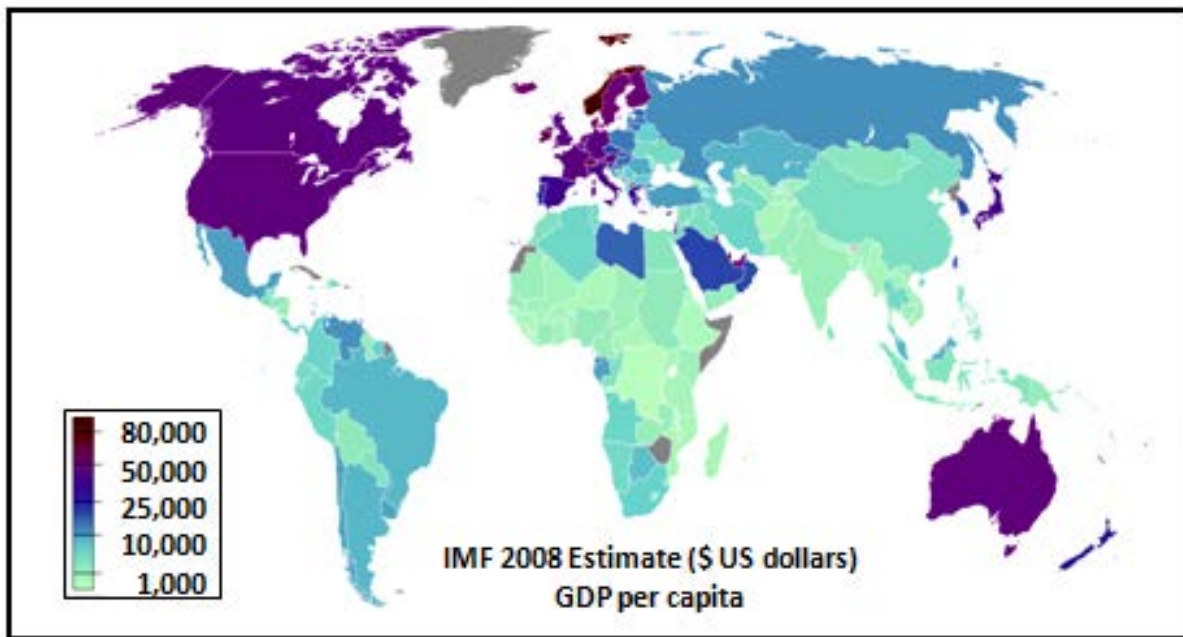 80,000
50,000
25,000
10,000
1,000
IMF 2008 Estimate ($ US dollars)
GDP per capita